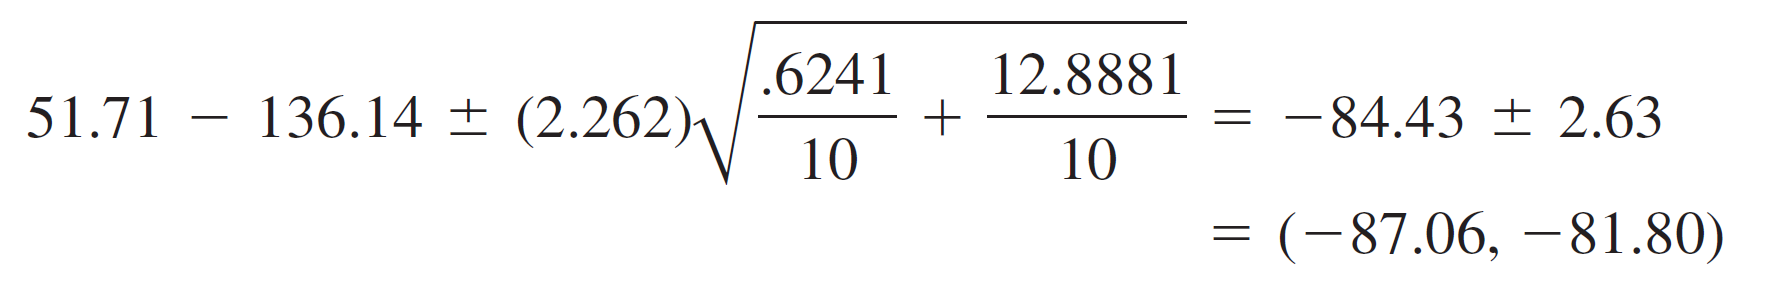 51.71 − 136.14 ± (2.262)√(.6241/10 + 12.8881/10) = −84.43 ± 2.63
= (−87.06, −81.80)